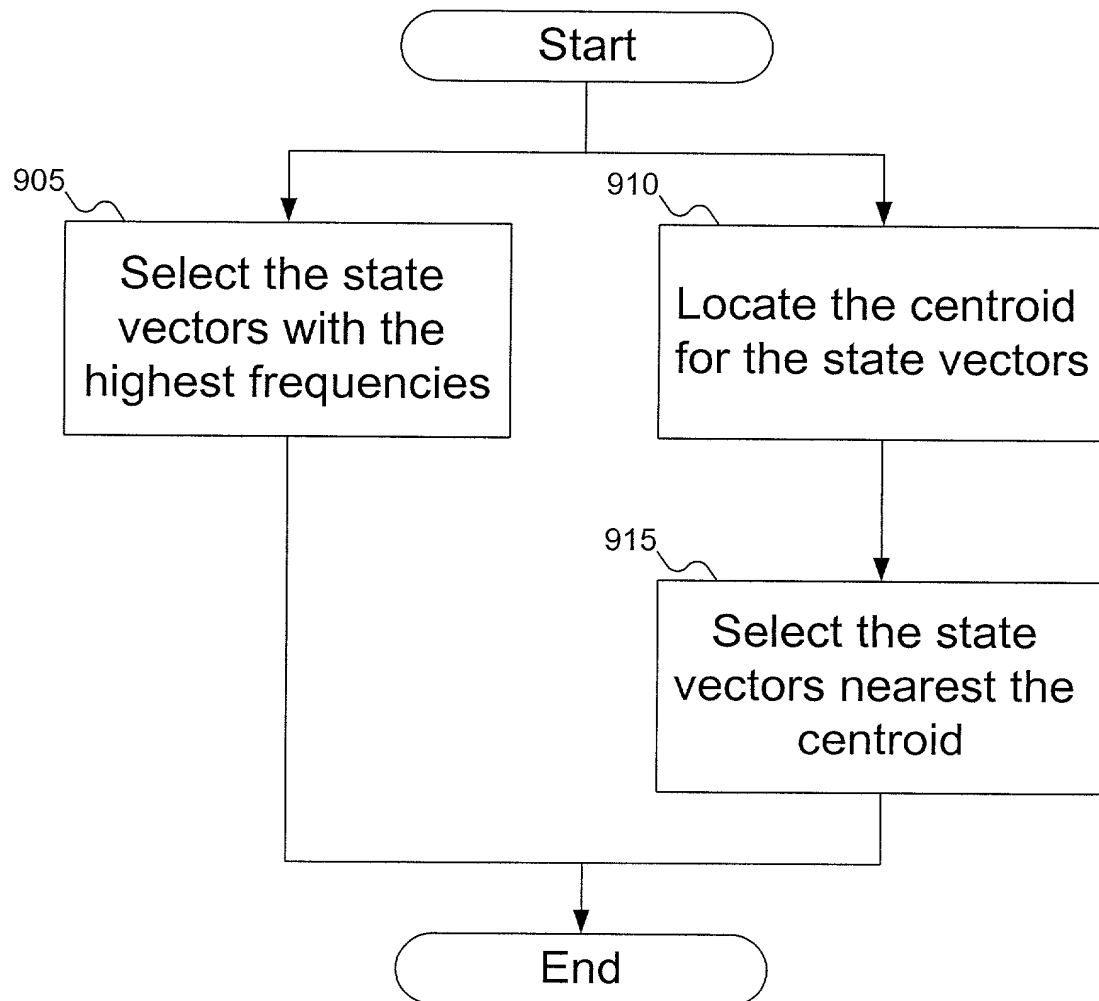 Start
905
Select the state
vectors with the
highest frequencies
910
Locate the centroid
for the state vectors
915
Select the state
vectors nearest the
centroid
End